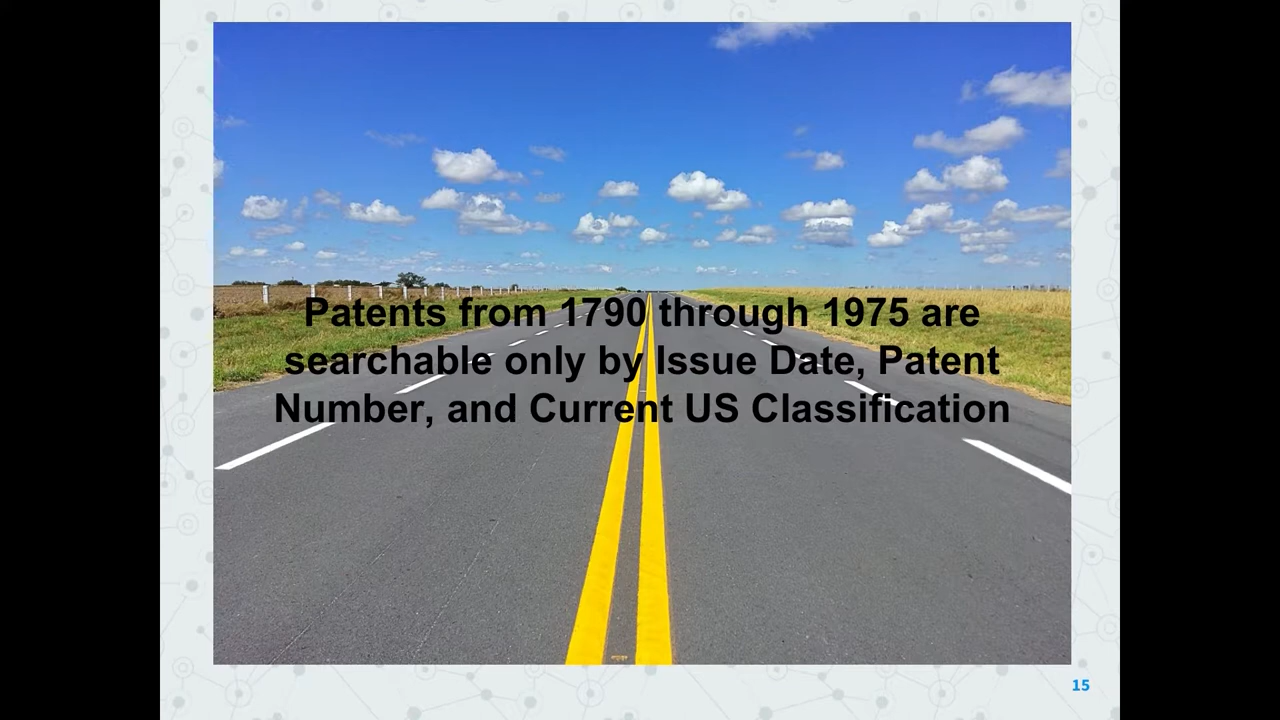 Patents from 1790 through 1975 are
searchable only by Issue Date, Patent
Number, and Current US Classification
15